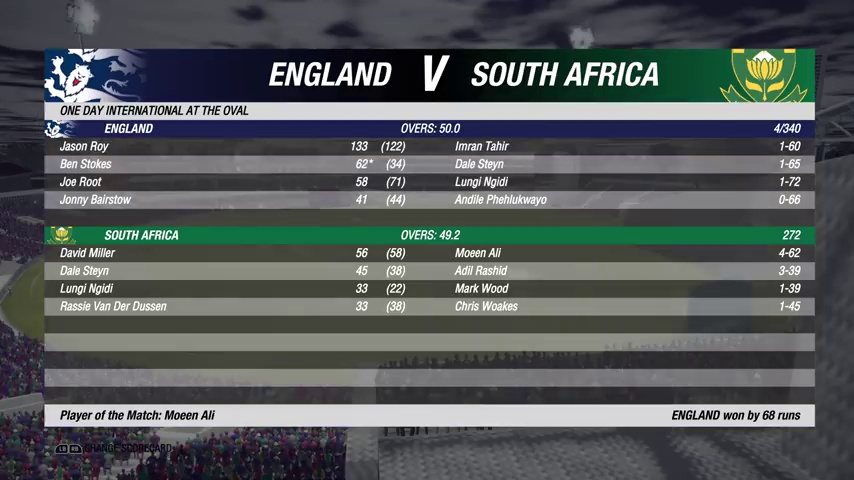 ENGLAND V SOUTH AFRICA
ONE DAY INTERNATIONAL AT THE OVAL
ENGLAND OVERS: 50.0 4/340
Jason Roy 133 (122) Imran Tahir 1-60
Ben Stokes 62* (34) Dale Steyn 1-65
Joe Root 58 (71) Lungi Ngidi 1-72
Jonny Bairstow 41 (44) Andile Phehlukwayo 0-66
SOUTH AFRICA OVERS: 49.2 272
David Miller 56 (58) Moeen Ali 4-62
Dale Steyn 45 (38) Adil Rashid 3-39
Lungi Ngidi 33 (22) Mark Wood 1-39
Rassie Van Der Dussen 33 (38) Chris Woakes 1-45
Player of the Match: Moeen Ali ENGLAND won by 68 runs
CHANGE SCORECARD